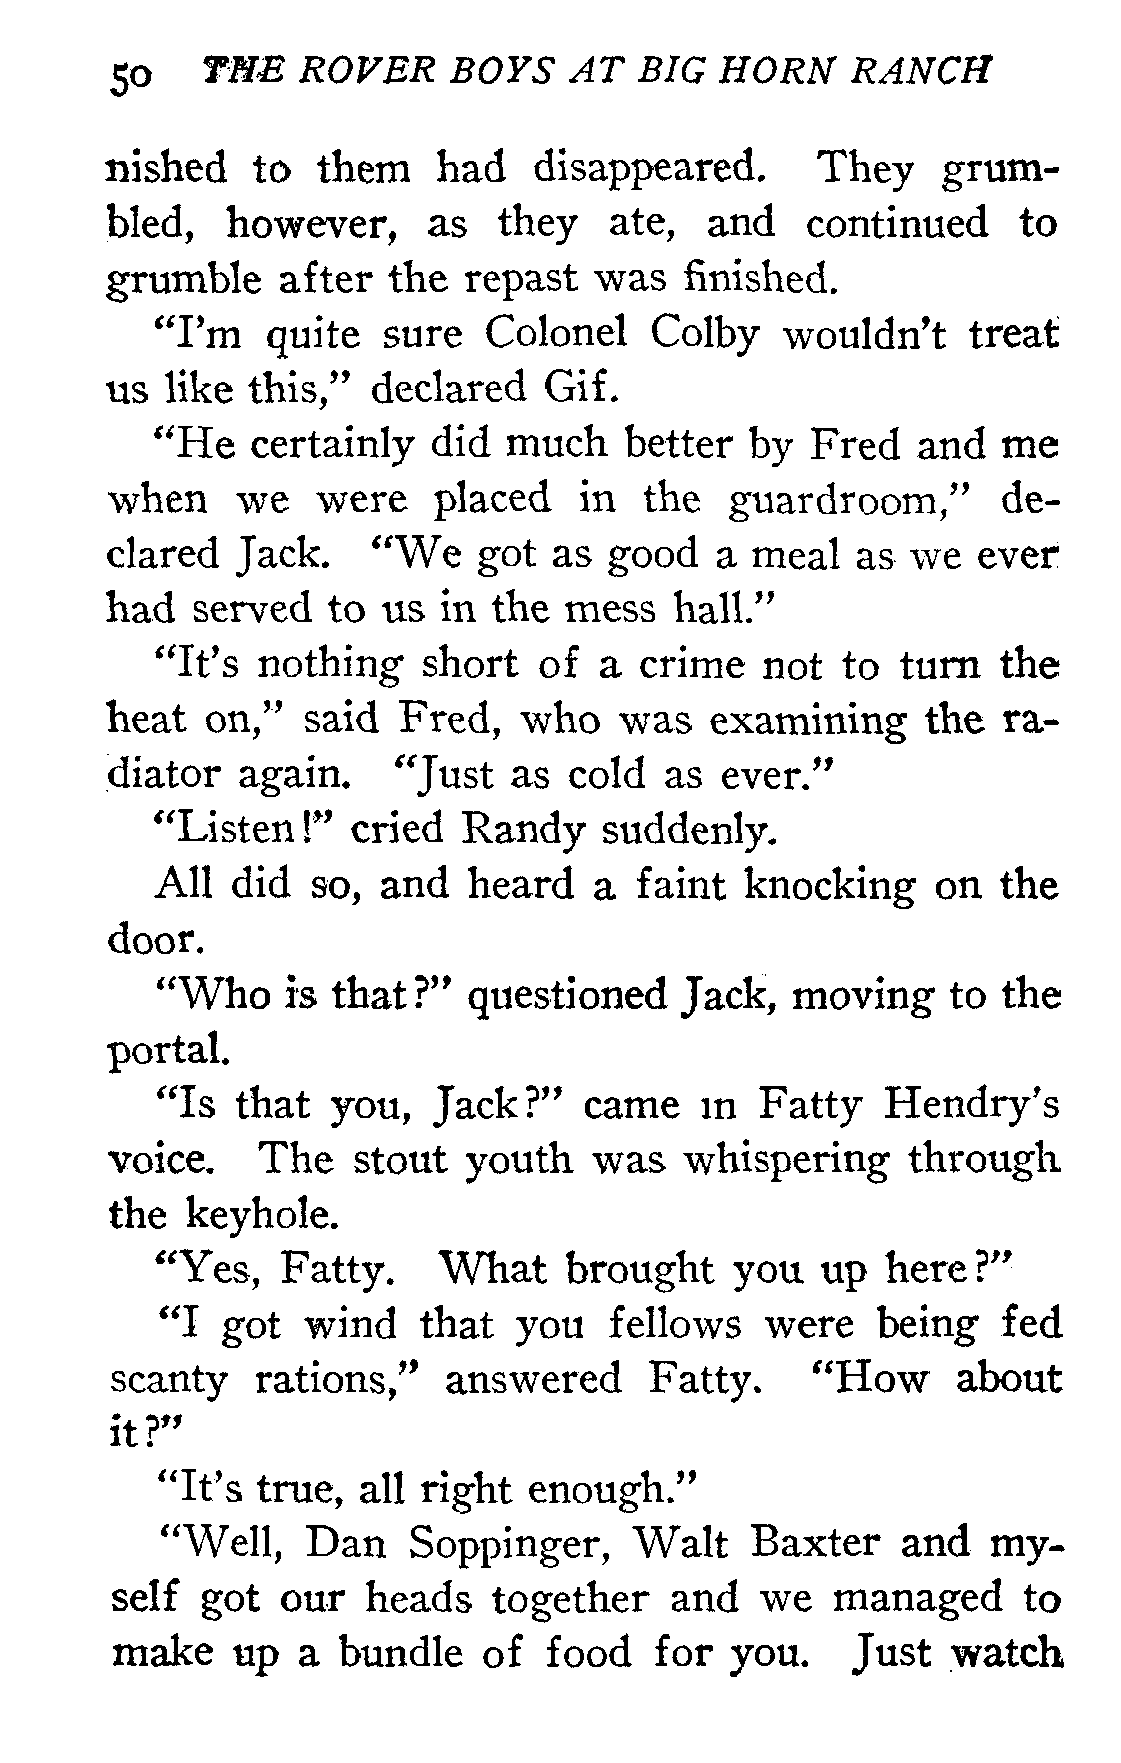 50 THE ROVER BOYS AT BIG HORN RANCH
nished to them had disappeared. They grum-
bled, however, as they ate, and continued to
grumble after the repast was finished.
“I’m quite sure Colonel Colby wouldn’t treat
us like this,” declared Gif.
“He certainly did much better by Fred and me
when we were placed in the guardroom,” de-
clared Jack. “We got as good a meal as we ever
had served to us in the mess hall.”
“It’s nothing short of a crime not to turn the
heat on,” said Fred, who was examining the ra-
diator again. “Just as cold as ever.”
“Listen!” cried Randy suddenly.
All did so, and heard a faint knocking on the
door.
“Who is that?” questioned Jack, moving to the
portal.
“Is that you, Jack?” came in Fatty Hendry’s
voice. The stout youth was whispering through
the keyhole.
“Yes, Fatty. What brought you up here?”
“I got wind that you fellows were being fed
scanty rations,” answered Fatty. “How about
it?”
“It’s true, all right enough.”
“Well, Dan Soppinger, Walt Baxter and my-
self got our heads together and we managed to
make up a bundle of food for you. Just watch